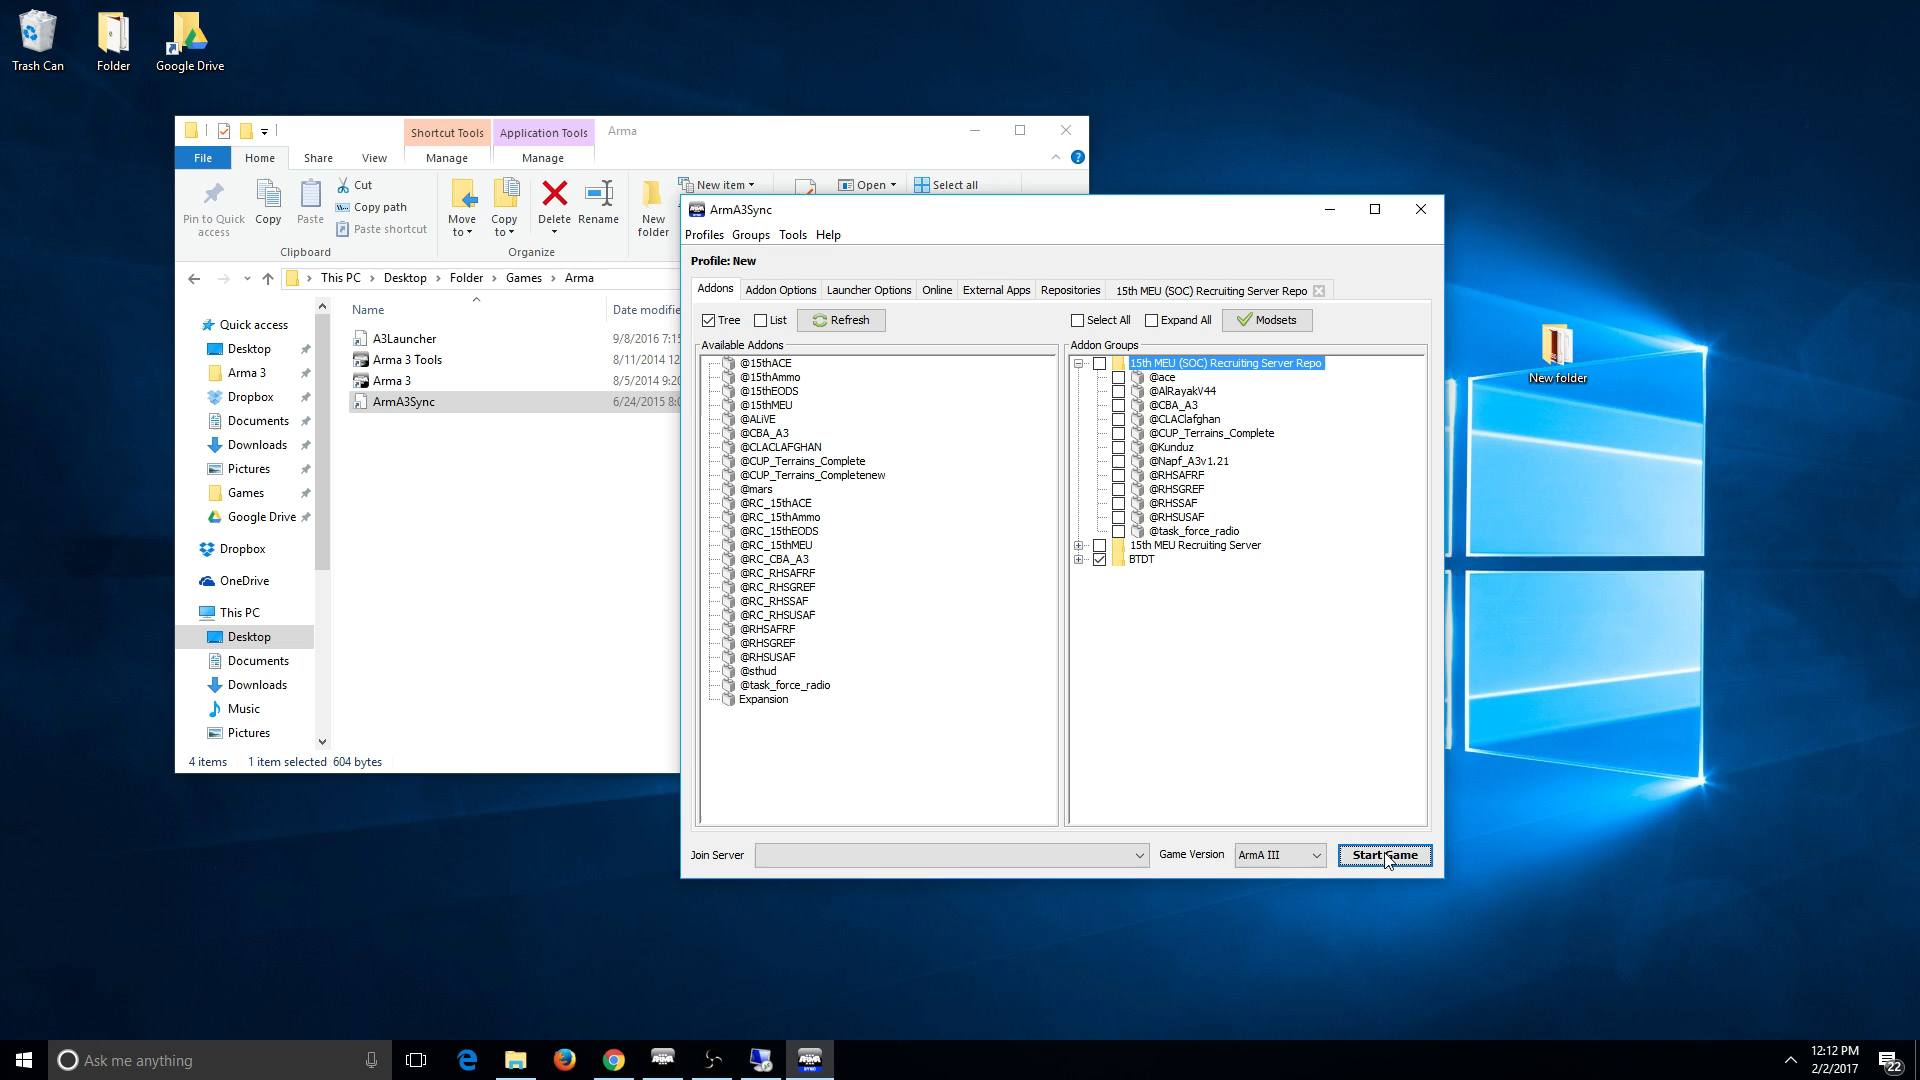 Trash Can
Folder
Google Drive
Shortcut Tools
Application Tools
Arma
File
Home
Share
View
Manage
Manage
Pin to Quick access
Copy
Paste
Cut
Copy path
Paste shortcut
Clipboard
Move to
Copy to
Delete
Rename
Organize
New folder
New item
Open
Select all
This PC > Desktop > Folder > Games > Arma
Quick access
Desktop
Arma 3
Dropbox
Documents
Downloads
Pictures
Games
Google Drive
Dropbox
OneDrive
This PC
Desktop
Documents
Downloads
Music
Pictures
Name
A3Launcher 9/8/2016 7:15
Arma 3 Tools 8/11/2014 12
Arma 3 8/5/2014 9:20
ArmA3Sync 6/24/2015 8:0
4 items 1 item selected 604 bytes
ArmA3Sync
Profiles Groups Tools Help
Profile: New
Addons Addon Options Launcher Options Online External Apps Repositories 15th MEU (SOC) Recruiting Server Repo
Tree List Refresh
Select All Expand All Modsets
Available Addons
@15thACE
@15thAmmo
@15thEODS
@15thMEU
@ALiVE
@CBA_A3
@CLACLAFGHAN
@CUP_Terrains_Complete
@CUP_Terrains_Completenew
@mars
@RC_15thACE
@RC_15thAmmo
@RC_15thEODS
@RC_15thMEU
@RC_CBA_A3
@RC_RHSAFRF
@RC_RHSGREF
@RC_RHSSAF
@RC_RHSUSAF
@RHSAFRF
@RHSGREF
@RHSUSAF
@sthud
@task_force_radio
Expansion
Addon Groups
15th MEU (SOC) Recruiting Server Repo
@ace
@AlRayakV44
@CBA_A3
@CLAClafghan
@CUP_Terrains_Complete
@Kunduz
@Napf_A3v1.21
@RHSAFRF
@RHSGREF
@RHSSAF
@RHSUSAF
@task_force_radio
15th MEU Recruiting Server
BTDT
Join Server
Game Version ArmA III
Start Game
New folder
Ask me anything
12:12 PM
2/2/2017
22